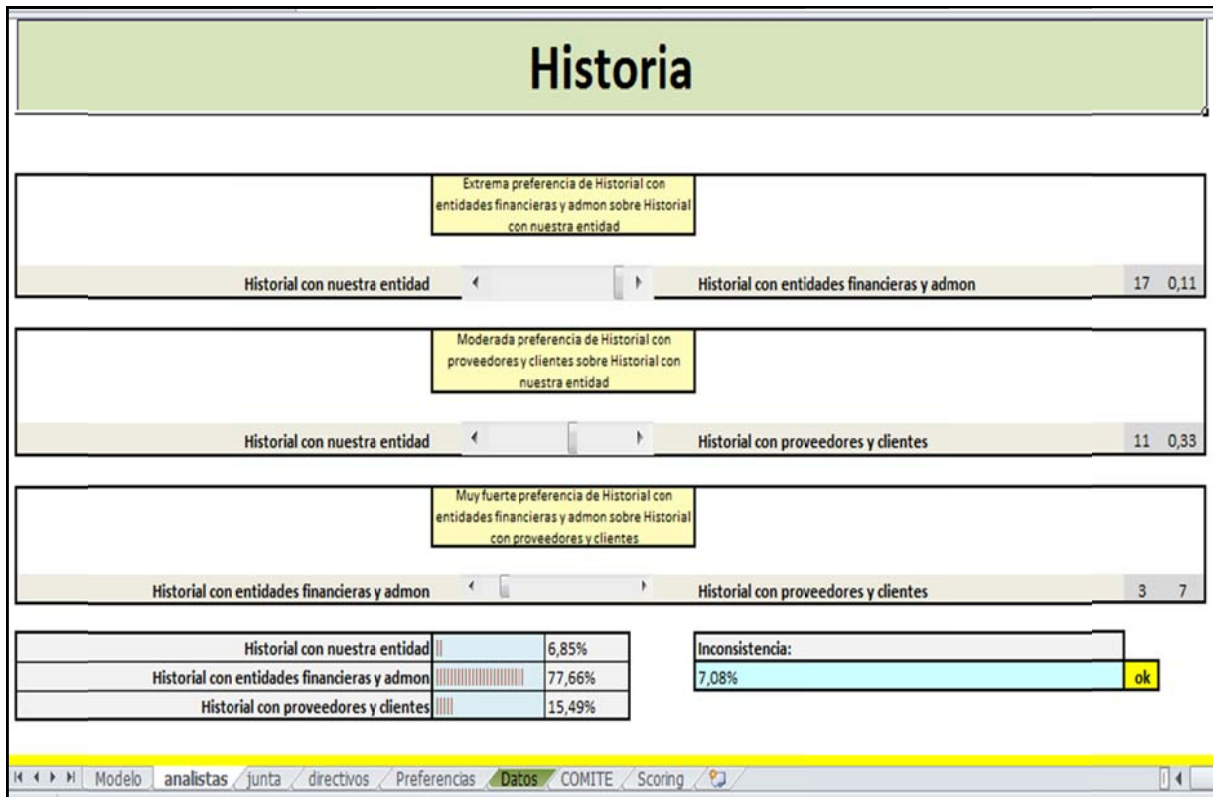 Historia
Extrema preferencia de Historial con
entidades financieras y admon sobre Historial
con nuestra entidad
Historial con nuestra entidad Historial con entidades financieras y admon 17 0,11
Moderada preferencia de Historial con
proveedores y clientes sobre Historial con
nuestra entidad
Historial con nuestra entidad Historial con proveedores y clientes 11 0,33
Muy fuerte preferencia de Historial con
entidades financieras y admon sobre Historial
con proveedores y clientes
Historial con entidades financieras y admon Historial con proveedores y clientes 3 7
Historial con nuestra entidad 6,85% Inconsistencia:
Historial con entidades financieras y admon 77,66% 7,08% ok
Historial con proveedores y clientes 15,49%
Modelo analistas junta directivos Preferencias Datos COMITE Scoring